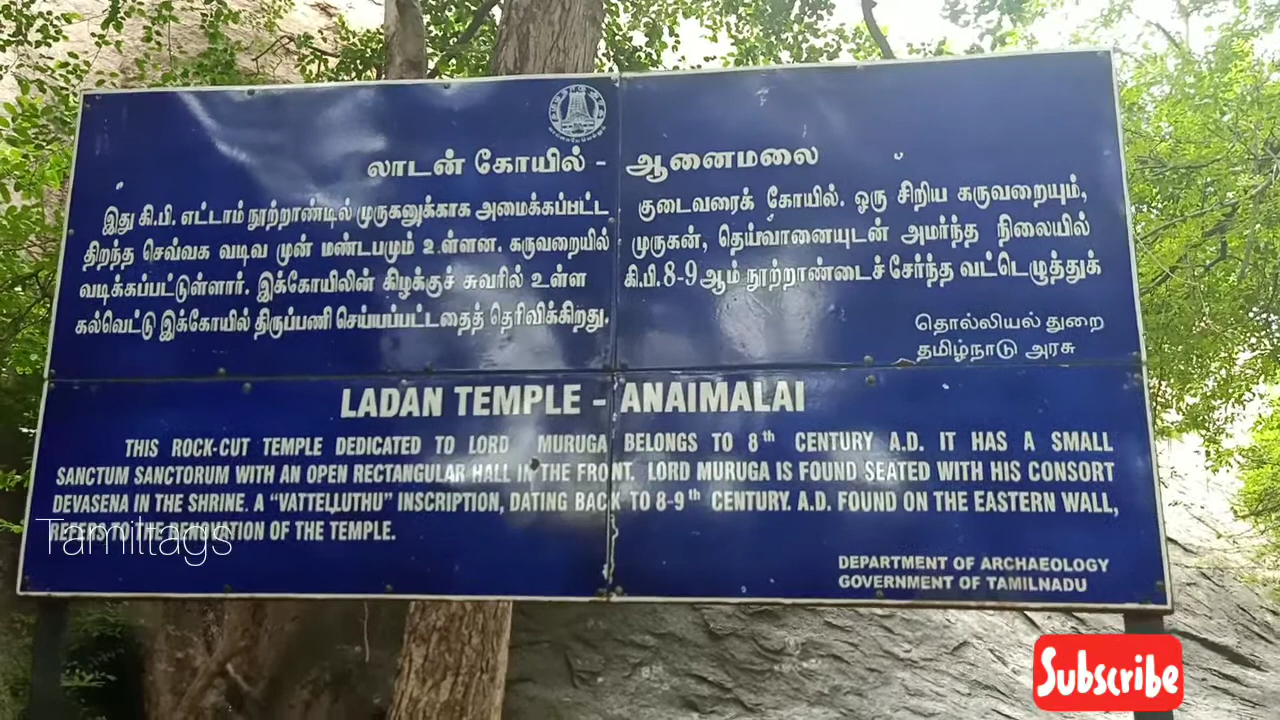 லாடன் கோயில் - ஆனைமலை
இது கி.பி. எட்டாம் நூற்றாண்டில் முருகனுக்காக அமைக்கப்பட்ட குடைவரைக் கோயில். ஒரு சிறிய கருவறையும்,
திறந்த செவ்வக வடிவ முன் மண்டபமும் உள்ளன. கருவறையில் முருகன், தெய்வானையுடன் அமர்ந்த நிலையில்
வடிக்கப்பட்டுள்ளார். இக்கோயிலின் கிழக்குச் சுவரில் உள்ள கி.பி. 8-9 ஆம் நூற்றாண்டைச் சேர்ந்த வட்டெழுத்துக்
கல்வெட்டு இக்கோயில் திருப்பணி செய்யப்பட்டதைத் தெரிவிக்கிறது.
தொல்லியல் துறை
தமிழ்நாடு அரசு
LADAN TEMPLE - ANAIMALAI
THIS ROCK-CUT TEMPLE DEDICATED TO LORD MURUGA BELONGS TO 8th CENTURY A.D. IT HAS A SMALL
SANCTUM SANCTORUM WITH AN OPEN RECTANGULAR HALL IN THE FRONT. LORD MURUGA IS FOUND SEATED WITH HIS CONSORT
DEVASENA IN THE SHRINE. A "VATTELLUTHU" INSCRIPTION, DATING BACK TO 8-9th CENTURY. A.D. FOUND ON THE EASTERN WALL,
REFERS TO THE OF THE TEMPLE.
Tamiltags
DEPARTMENT OF ARCHAEOLOGY
GOVERNMENT OF TAMILNADU
Subscribe